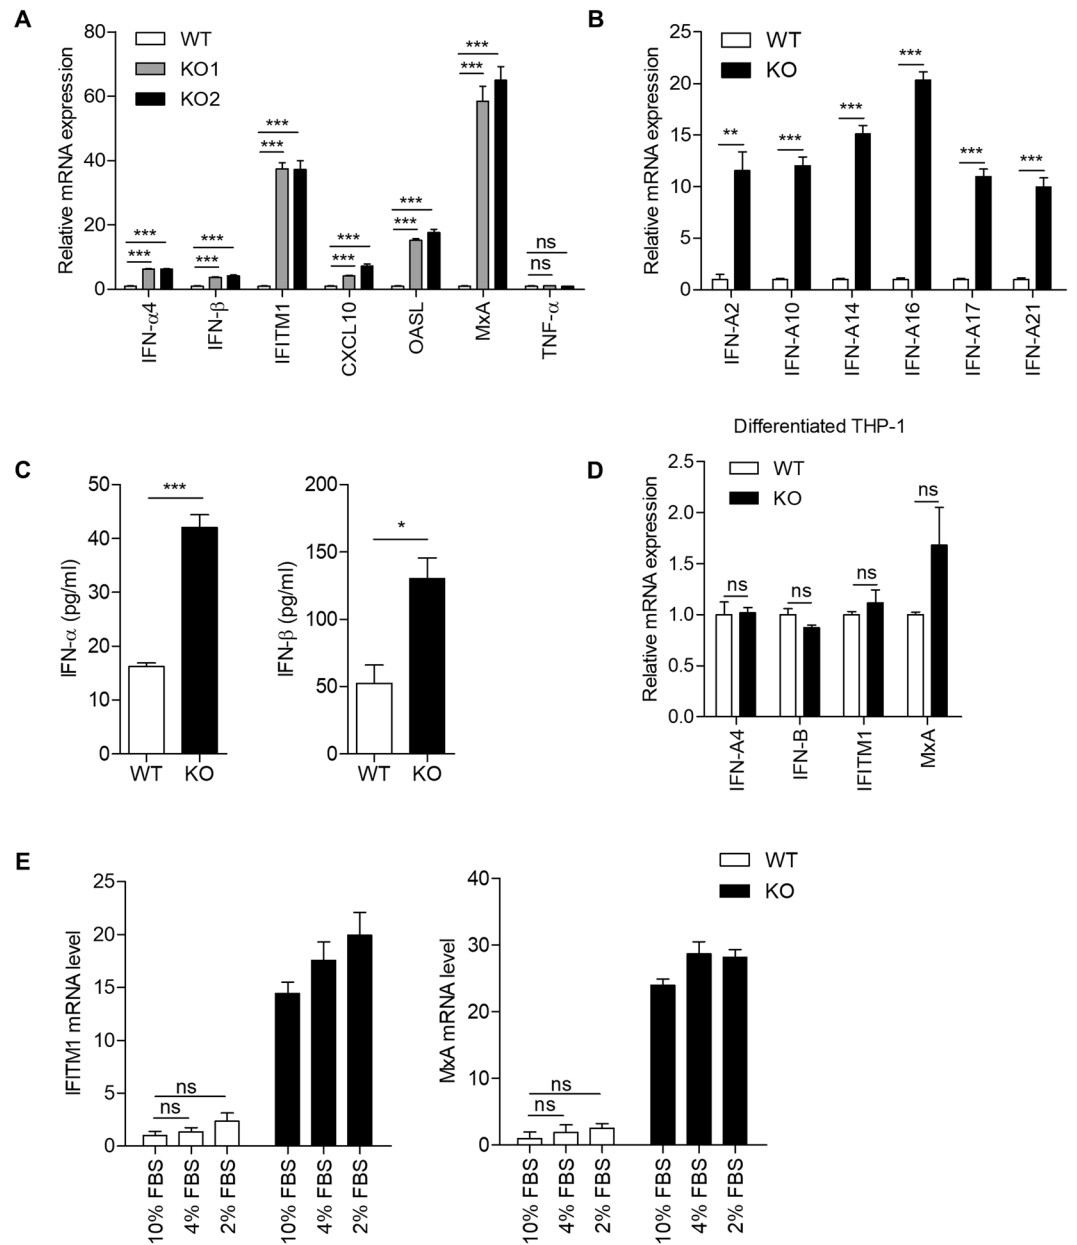 A
Relative mRNA expression
80
60
40
20
0
WT
KO1
KO2
*** *** *** *** *** *** *** *** *** *** *** *** ns ns
IFN-α4 IFN-β IFITM1 CXCL10 OASL MxA TNF-α
B
Relative mRNA expression
25
20
15
10
5
0
WT
KO
** *** *** *** *** ***
IFN-A2 IFN-A10 IFN-A14 IFN-A16 IFN-A17 IFN-A21
C
IFN-α (pg/ml)
50
40
30
20
10
0
***
WT KO
IFN-β (pg/ml)
200
150
100
50
0
*
WT KO
D
Differentiated THP-1
Relative mRNA expression
2.5
2.0
1.5
1.0
0.5
0.0
WT
KO
ns ns ns ns
IFN-A4 IFN-B IFITM1 MxA
E
IFITM1 mRNA level
25
20
15
10
5
0
ns
ns
10% FBS 4% FBS 2% FBS 10% FBS 4% FBS 2% FBS
MxA mRNA level
40
30
20
10
0
WT
KO
ns
ns
10% FBS 4% FBS 2% FBS 10% FBS 4% FBS 2% FBS